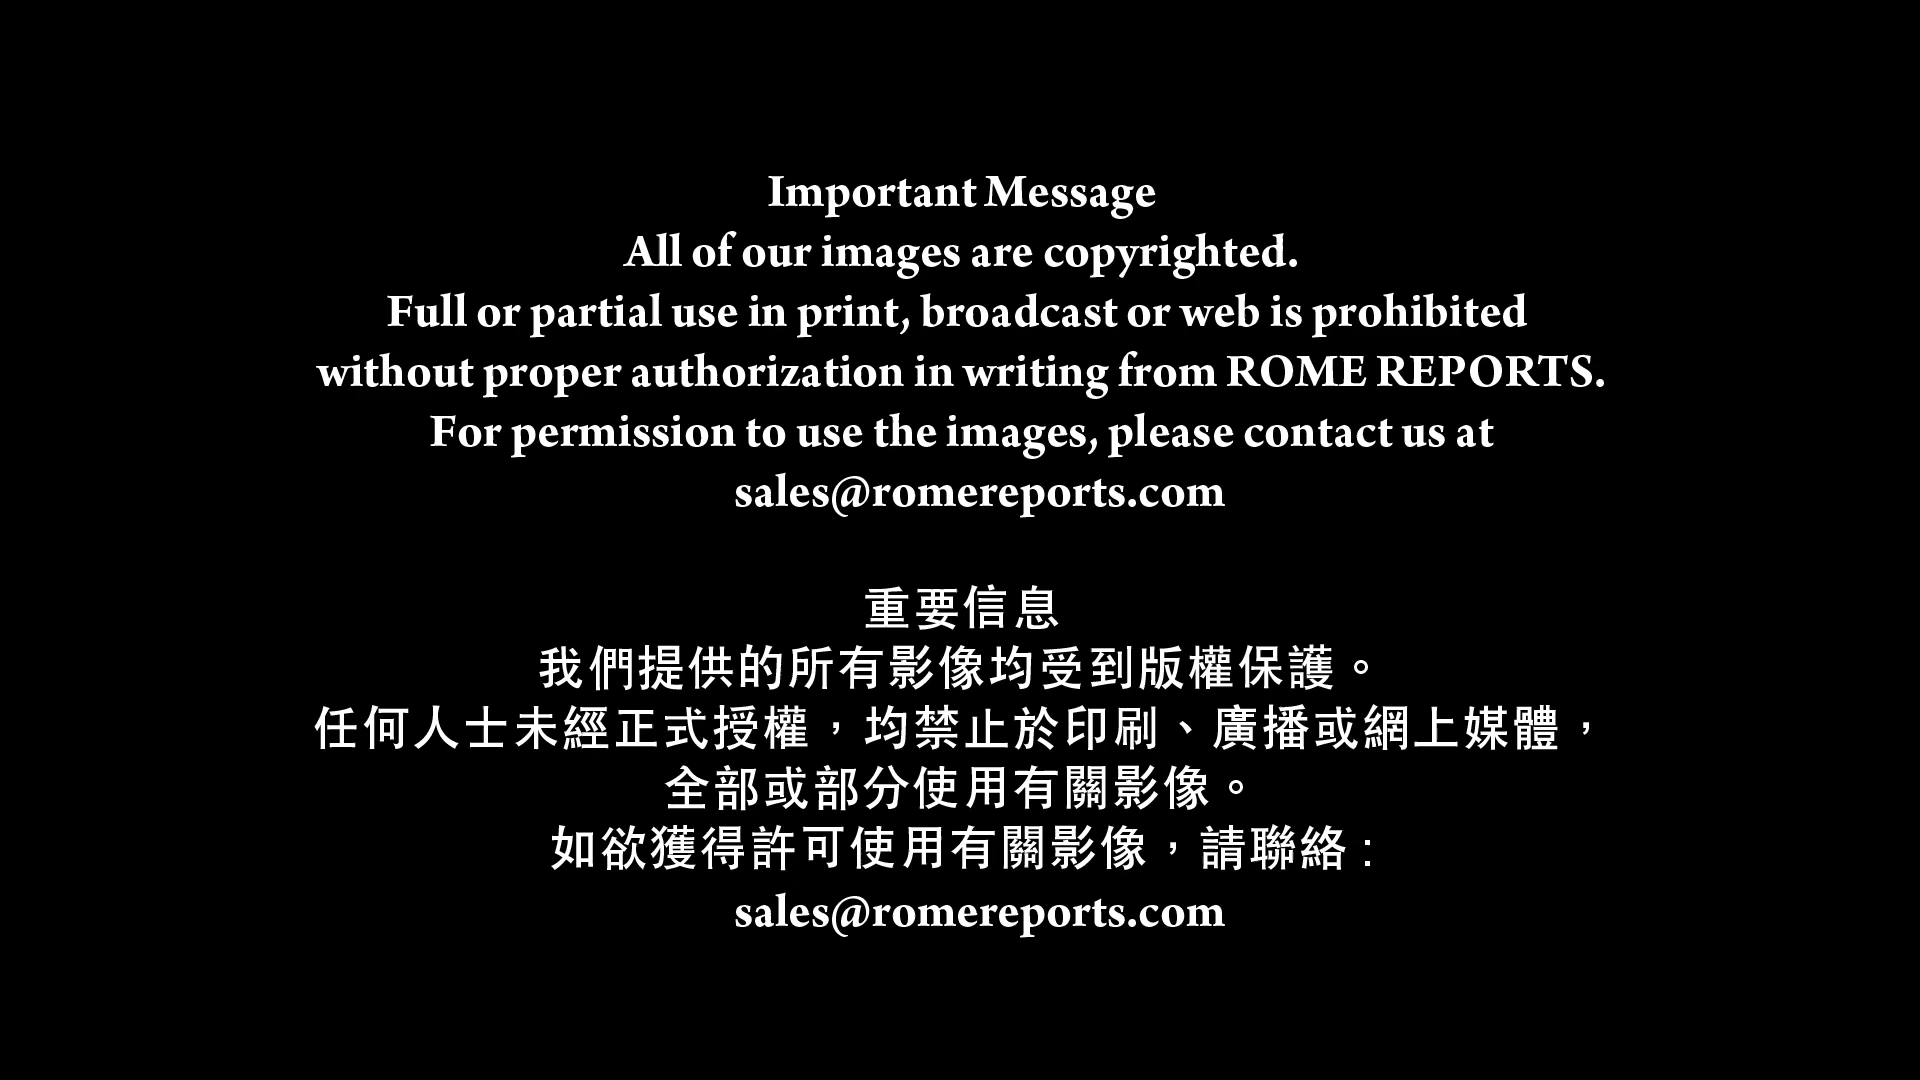 Important Message
All of our images are copyrighted.
Full or partial use in print, broadcast or web is prohibited
without proper authorization in writing from ROME REPORTS.
For permission to use the images, please contact us at
sales@romereports.com
重要信息
我們提供的所有影像均受到版權保護。
任何人士未經正式授權，均禁止於印刷、廣播或網上媒體，
全部或部分使用有關影像。
如欲獲得許可使用有關影像，請聯絡 :
sales@romereports.com